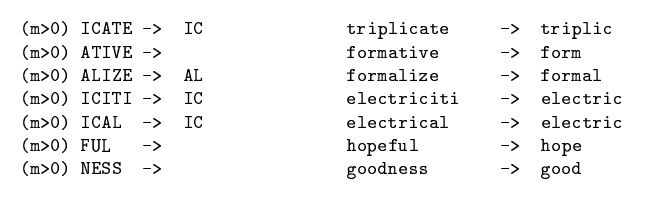 (m>0) ICATE -> IC triplicate -> triplic
(m>0) ATIVE -> formative -> form
(m>0) ALIZE -> AL formalize -> formal
(m>0) ICITI -> IC electriciti -> electric
(m>0) ICAL -> IC electrical -> electric
(m>0) FUL -> hopeful -> hope
(m>0) NESS -> goodness -> good